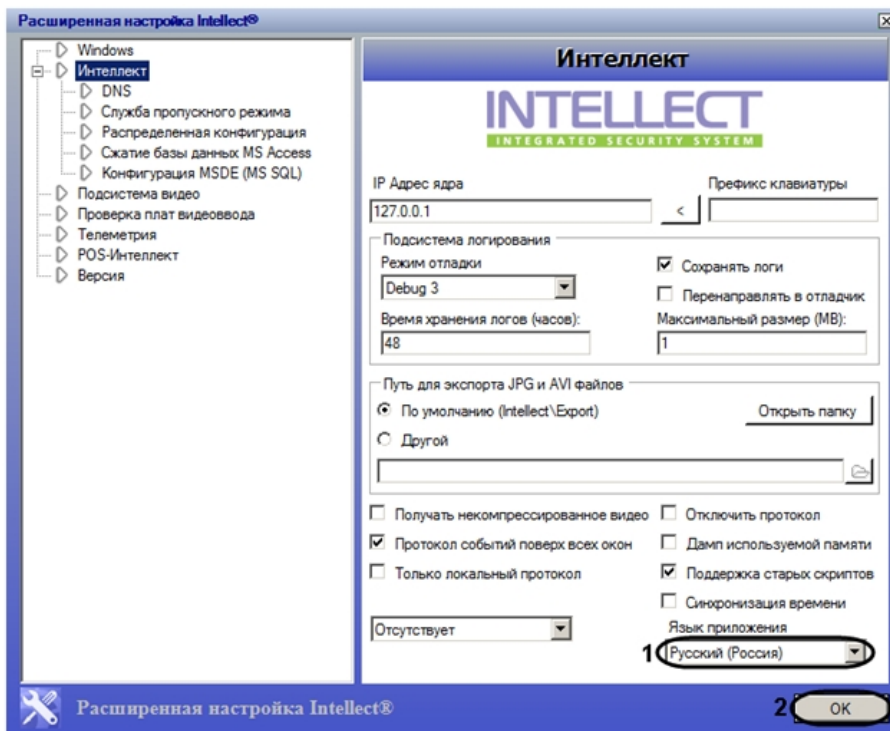 Расширенная настройка Intellect®
Windows
Интеллект
DNS
Служба пропускного режима
Распределенная конфигурация
Сжатие базы данных MS Access
Конфигурация MSDE (MS SQL)
Подсистема видео
Проверка плат видеоввода
Телеметрия
POS-Интеллект
Версия
Интеллект
INTELLECT
INTEGRATED SECURITY SYSTEM
IP Адрес ядра
Префикс клавиатуры
127.0.0.1
<
Подсистема логирования
Режим отладки
Сохранять логи
Debug 3
Перенаправлять в отладчик
Время хранения логов (часов):
Максимальный размер (MB):
48
1
Путь для экспорта JPG и AVI файлов
По умолчанию (Intellect\Export)
Открыть папку
Другой
Получать некомпрессированное видео
Отключить протокол
Протокол событий поверх всех окон
Дамп используемой памяти
Только локальный протокол
Поддержка старых скриптов
Синхронизация времени
Отсутствует
Язык приложения
1
Русский (Россия)
Расширенная настройка Intellect®
2
OK